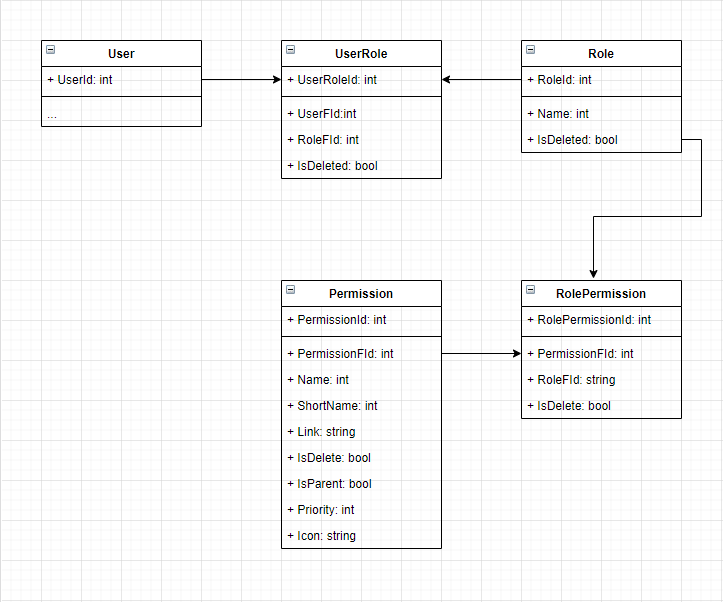 User
+ UserId: int
...
UserRole
+ UserRoleId: int
+ UserFId:int
+ RoleFId: int
+ IsDeleted: bool
Role
+ RoleId: int
+ Name: int
+ IsDeleted: bool
Permission
+ PermissionId: int
+ PermissionFId: int
+ Name: int
+ ShortName: int
+ Link: string
+ IsDelete: bool
+ IsParent: bool
+ Priority: int
+ Icon: string
RolePermission
+ RolePermissionId: int
+ PermissionFId: int
+ RoleFId: string
+ IsDelete: bool